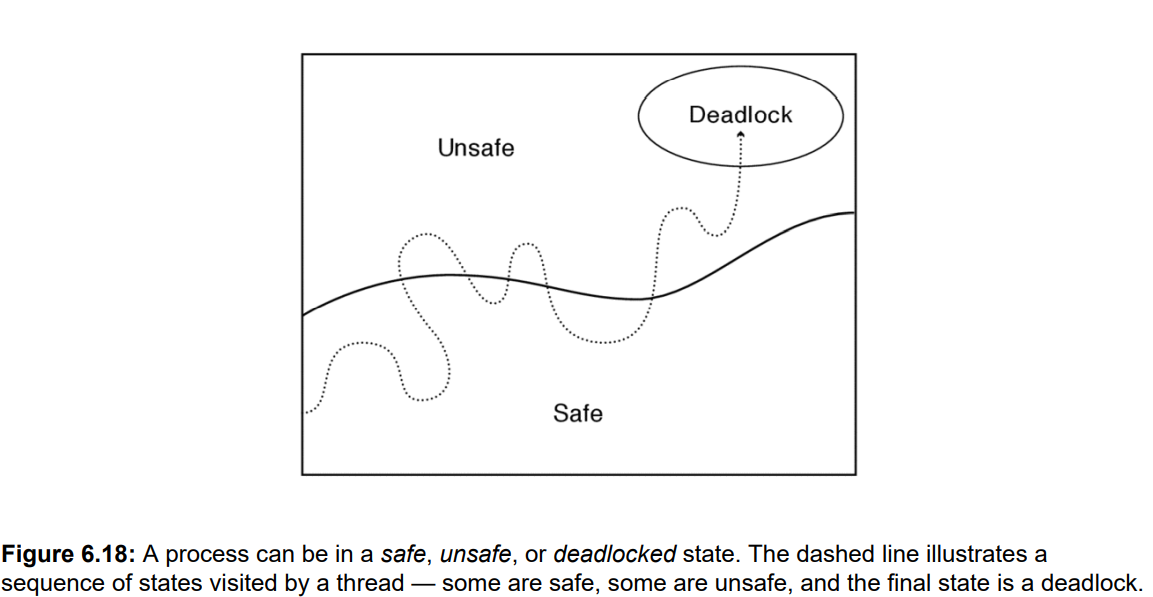 Deadlock
Unsafe
Safe
Figure 6.18: A process can be in a safe, unsafe, or deadlocked state. The dashed line illustrates a
sequence of states visited by a thread — some are safe, some are unsafe, and the final state is a deadlock.